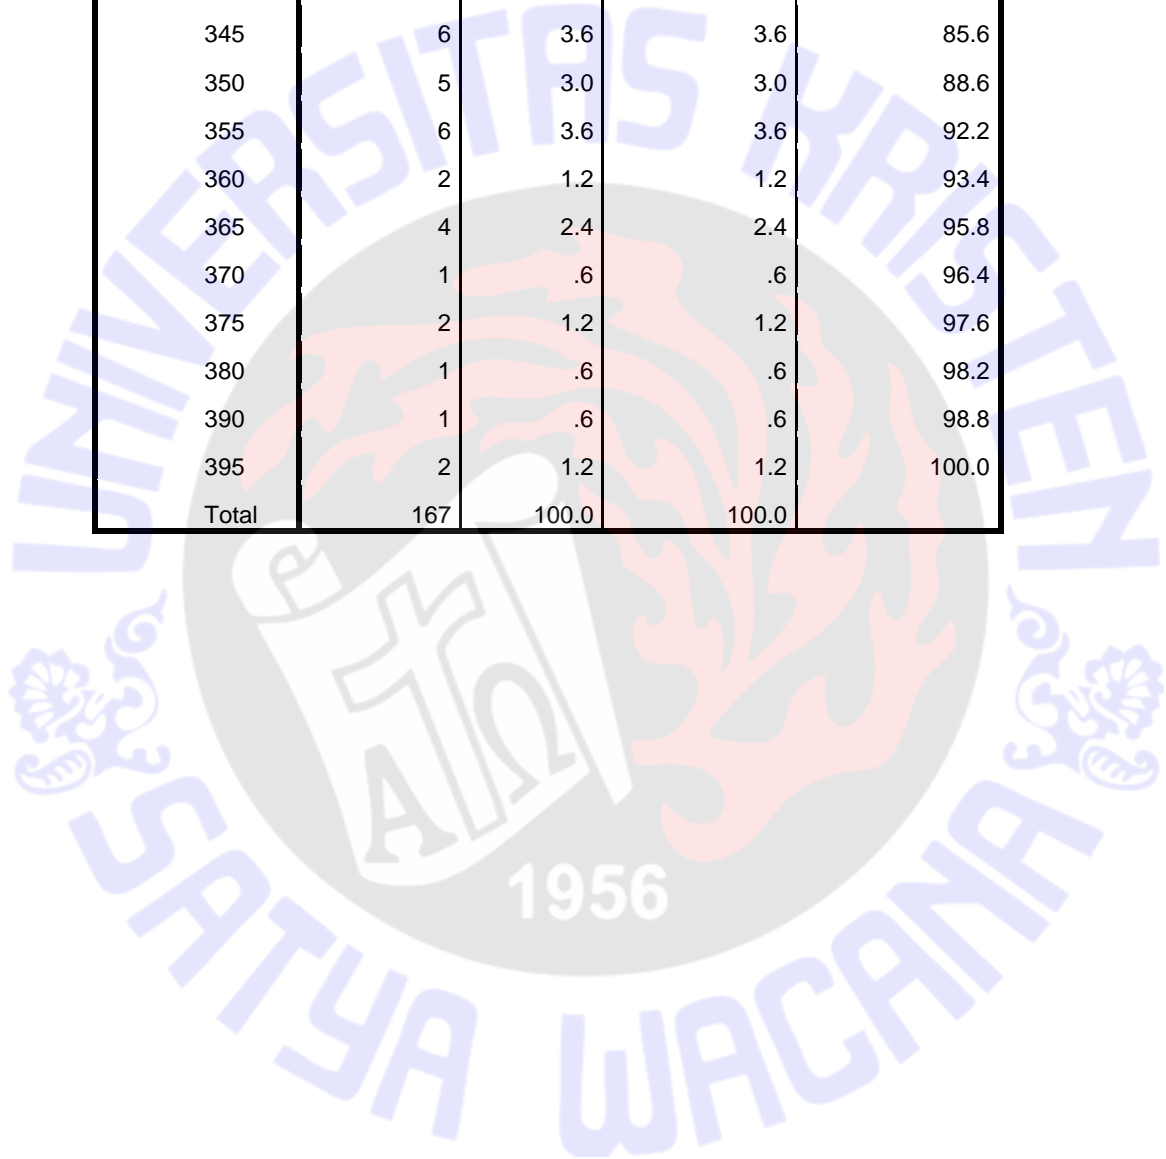 345 6 3.6 3.6 85.6
350 5 3.0 3.0 88.6
355 6 3.6 3.6 92.2
360 2 1.2 1.2 93.4
365 4 2.4 2.4 95.8
370 1 .6 .6 96.4
375 2 1.2 1.2 97.6
380 1 .6 .6 98.2
390 1 .6 .6 98.8
395 2 1.2 1.2 100.0
Total 167 100.0 100.0
UNIVERSITAS KRISTEN
Α Ω
1956
SATYA WACANA